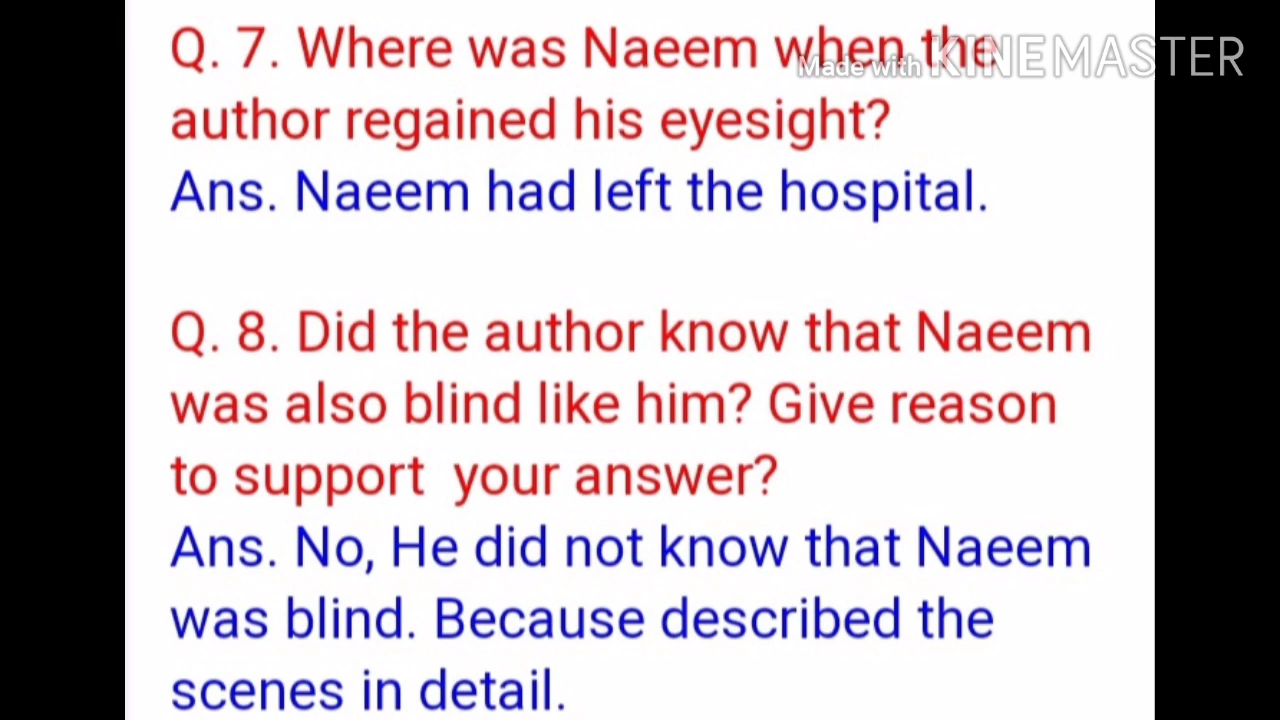 Q. 7. Where was Naeem when the
Made with KINEMASTER
author regained his eyesight?
Ans. Naeem had left the hospital.
Q. 8. Did the author know that Naeem
was also blind like him? Give reason
to support your answer?
Ans. No, He did not know that Naeem
was blind. Because described the
scenes in detail.